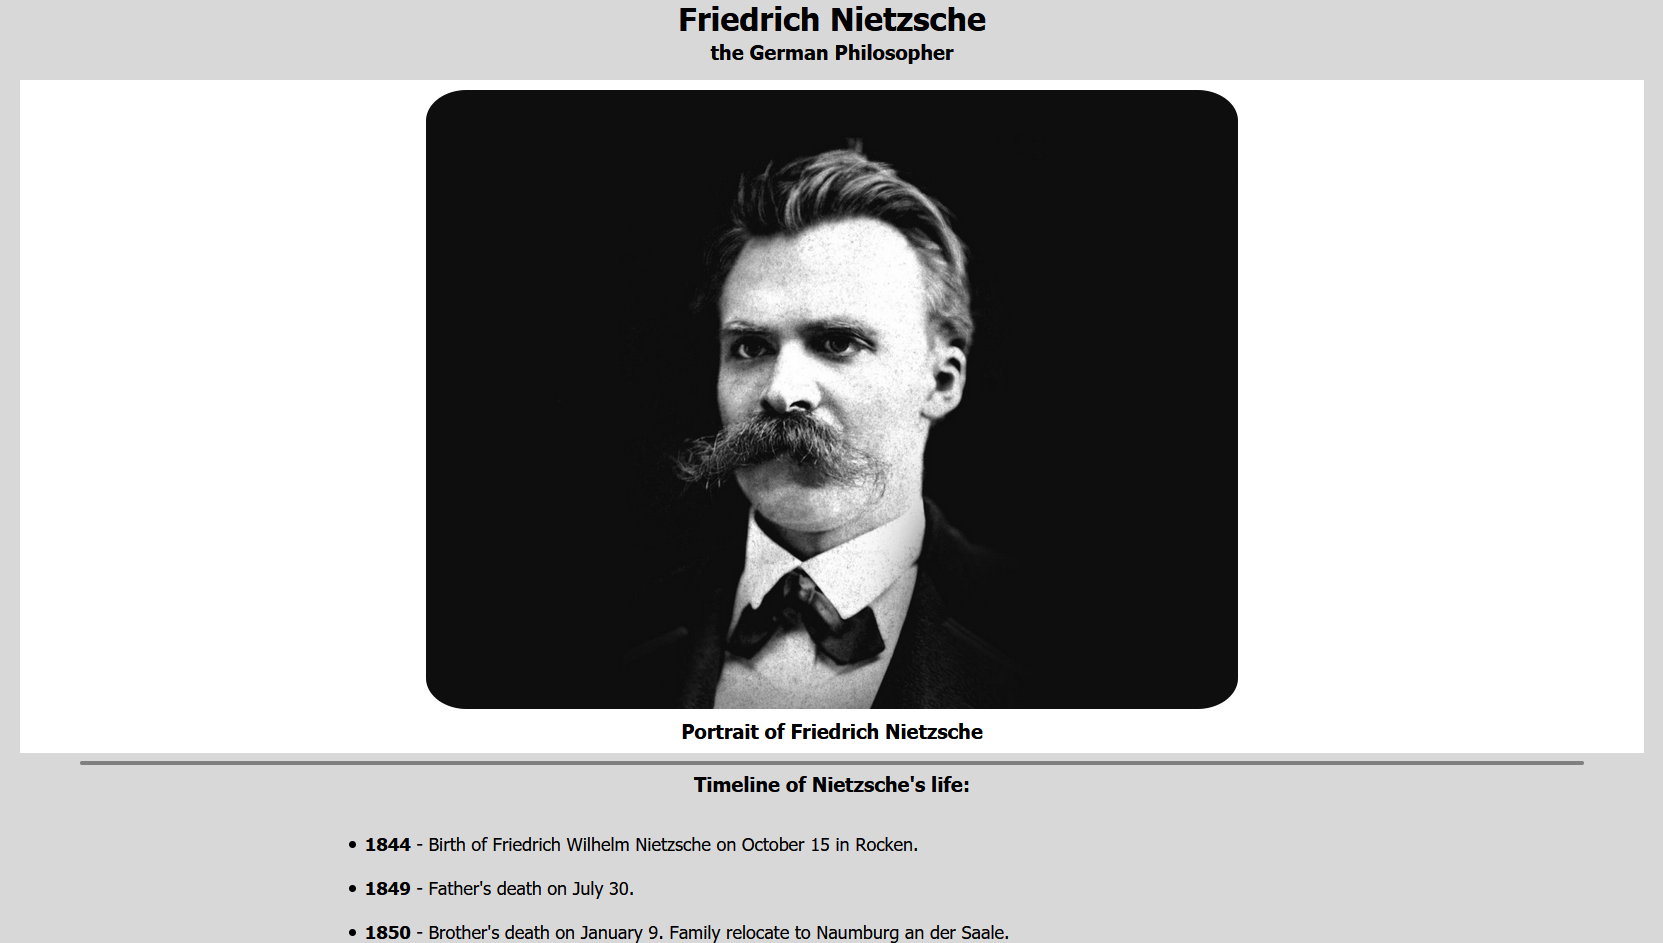 Friedrich Nietzsche
the German Philosopher
Portrait of Friedrich Nietzsche
Timeline of Nietzsche's life:
• 1844 - Birth of Friedrich Wilhelm Nietzsche on October 15 in Rocken.
• 1849 - Father's death on July 30.
• 1850 - Brother's death on January 9. Family relocate to Naumburg an der Saale.